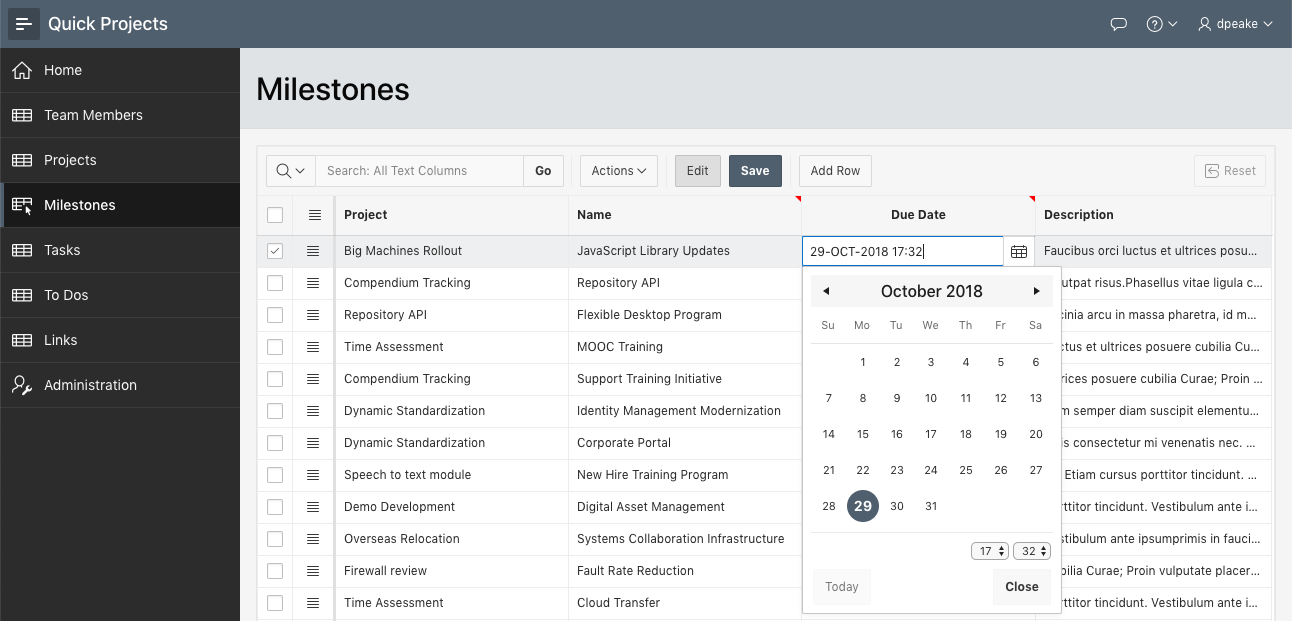 Quick Projects
dpeake
Home
Team Members
Projects
Milestones
Tasks
To Dos
Links
Administration
Milestones
Search: All Text Columns Go Actions Edit Save Add Row Reset
Project Name Due Date Description
Big Machines Rollout JavaScript Library Updates 29-OCT-2018 17:32 Faucibus orci luctus et ultrices posu...
Compendium Tracking Repository API utpat risus.Phasellus vitae ligula c...
Repository API Flexible Desktop Program cinia arcu in massa pharetra, id m...
Time Assessment MOOC Training ctus et ultrices posuere cubilia Cu...
Compendium Tracking Support Training Initiative rices posuere cubilia Curae; Proin ...
Dynamic Standardization Identity Management Modernization m semper diam suscipit elementu...
Dynamic Standardization Corporate Portal is consectetur mi venenatis nec. ...
Speech to text module New Hire Training Program Etiam cursus porttitor tincidunt. ...
Demo Development Digital Asset Management rttitor tincidunt. Vestibulum ante i...
Overseas Relocation Systems Collaboration Infrastructure stibulum ante ipsumprimis in fauci...
Firewall review Fault Rate Reduction bilia Curae; Proin vulputate placer...
Time Assessment Cloud Transfer rttitor tincidunt. Vestibulum ante i...
October 2018
Su Mo Tu We Th Fr Sa
1 2 3 4 5 6
7 8 9 10 11 12 13
14 15 16 17 18 19 20
21 22 23 24 25 26 27
28 29 30 31
17 32
Today Close